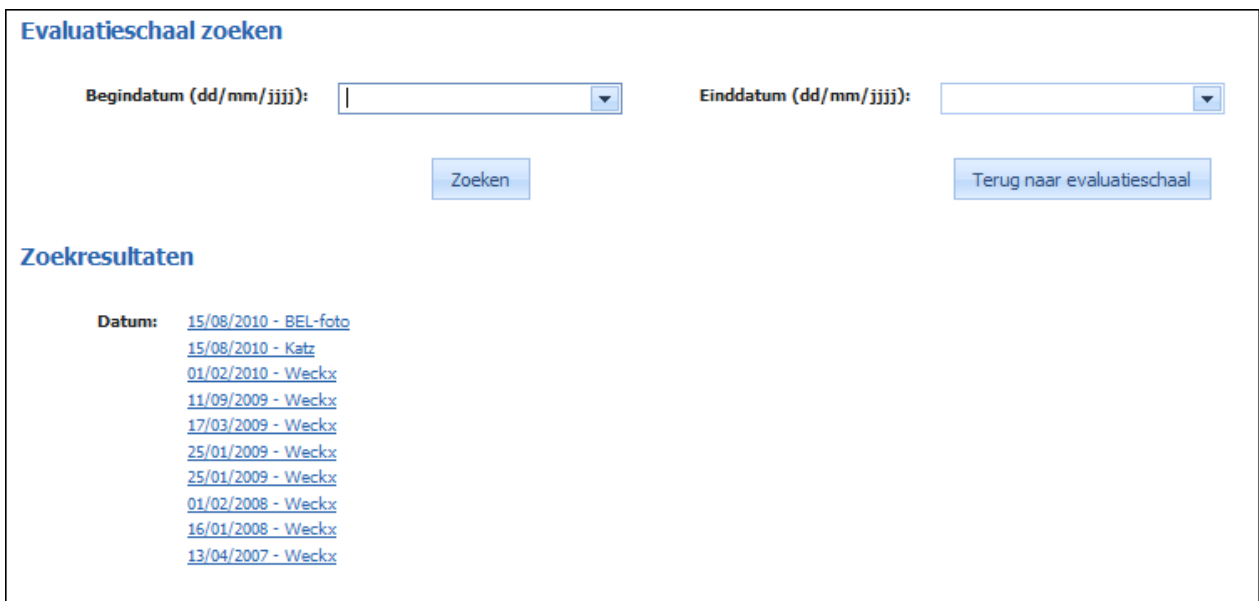 Evaluatieschaal zoeken
Begindatum (dd/mm/jjjj): Einddatum (dd/mm/jjjj):
Zoeken Terug naar evaluatieschaal
Zoekresultaten
Datum: 15/08/2010 - BEL-foto
15/08/2010 - Katz
01/02/2010 - Weckx
11/09/2009 - Weckx
17/03/2009 - Weckx
25/01/2009 - Weckx
25/01/2009 - Weckx
01/02/2008 - Weckx
16/01/2008 - Weckx
13/04/2007 - Weckx